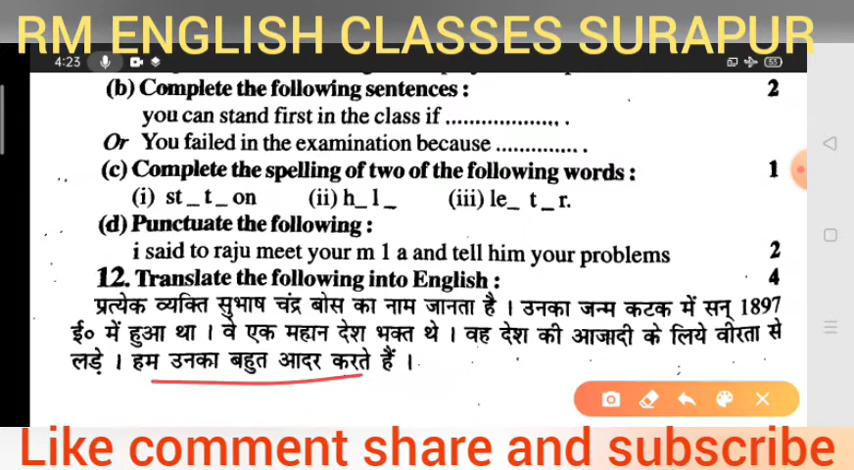 RM ENGLISH CLASSES SURAPUR
4:23
(b) Complete the following sentences : 2
you can stand first in the class if .................... .
Or You failed in the examination because .............. .
(c) Complete the spelling of two of the following words : 1
(i) st _ t _ on (ii) h _ l _ (iii) le _ t _ r.
(d) Punctuate the following :
i said to raju meet your m l a and tell him your problems 2
12. Translate the following into English : 4
प्रत्येक व्यक्ति सुभाष चंद्र बोस का नाम जानता है । उनका जन्म कटक में सन् 1897
ई० में हुआ था । वे एक महान देश भक्त थे । वह देश की आजादी के लिये वीरता से
लड़े । हम उनका बहुत आदर करते हैं ।
Like comment share and subscribe